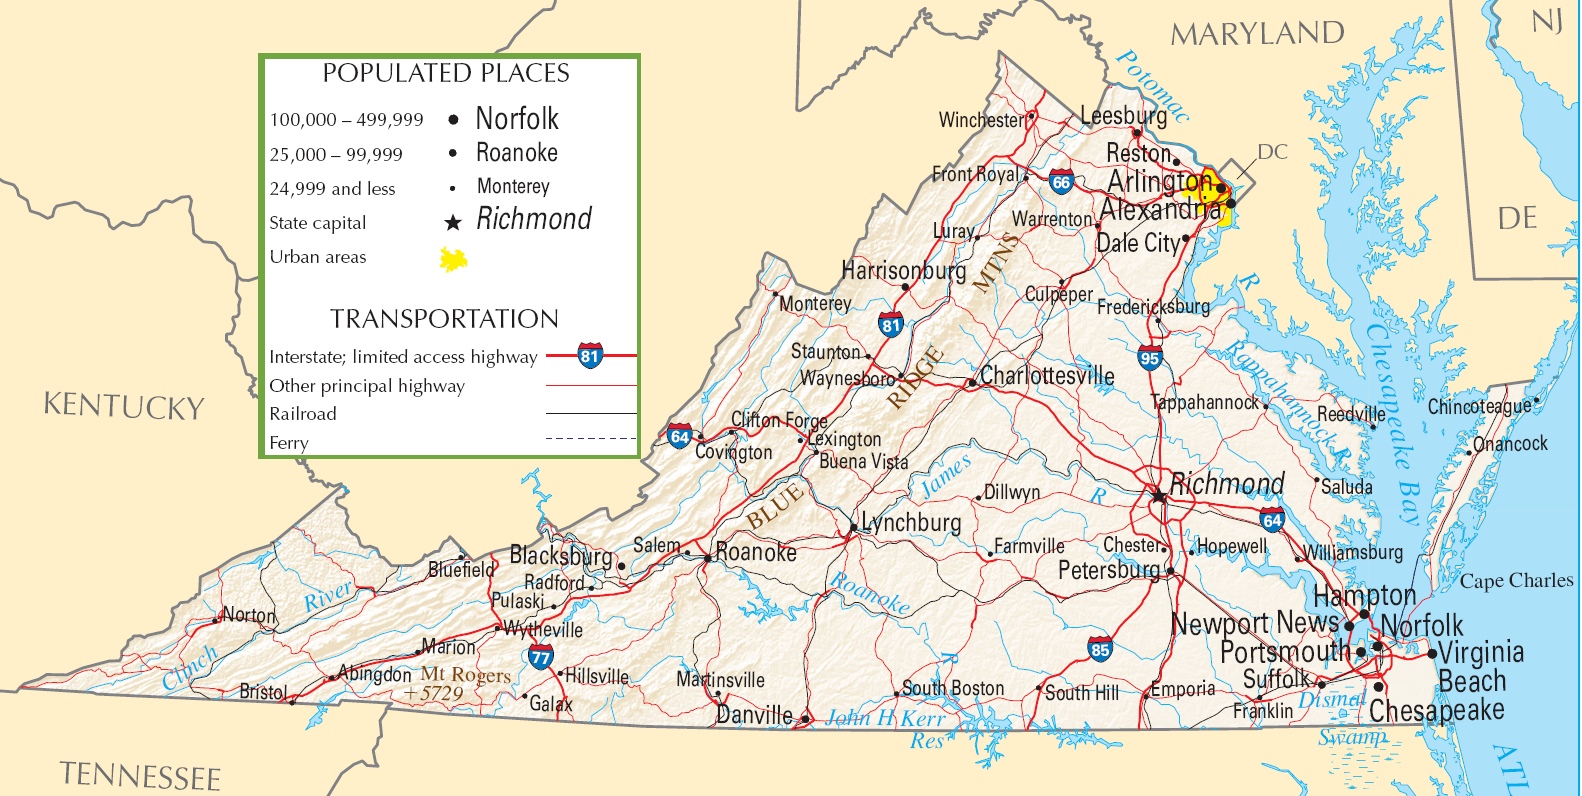 MARYLAND
NJ
Potomac
POPULATED PLACES
100,000 – 499,999 Norfolk
25,000 – 99,999 Roanoke
24,999 and less Monterey
State capital Richmond
Urban areas
TRANSPORTATION
Interstate; limited access highway 81
Other principal highway
Railroad
Ferry
Winchester
Leesburg
Reston
DC
Front Royal
66
Arlington
Alexandria
Warrenton
DE
Luray
Dale City
MTNS
Harrisonburg
R
Culpeper
Monterey
Fredericksburg
81
95
Chesapeake Bay
Staunton
RIDGE
Rappahannock
Waynesboro
Charlottesville
KENTUCKY
Tappahannock
Reedville
Chincoteague
Clifton Forge
64
Lexington
Onancock
Covington
Buena Vista
R
James
Richmond
Saluda
Dillwyn
R
BLUE
64
Lynchburg
Farmville
Chester
Hopewell
Williamsburg
Salem
Roanoke
Blacksburg
Bluefield
Petersburg
Radford
Cape Charles
River
Roanoke
Pulaski
Hampton
Norton
Newport News
Norfolk
Wytheville
Marion
77
85
Portsmouth
Virginia
Beach
Clinch
Abingdon
Mt Rogers
+5729
Hillsville
R
Martinsville
Suffolk
Bristol
Galax
South Boston
South Hill
Emporia
Dismal
Swamp
Franklin
Chesapeake
Danville
John H Kerr
Res
TENNESSEE
ATL